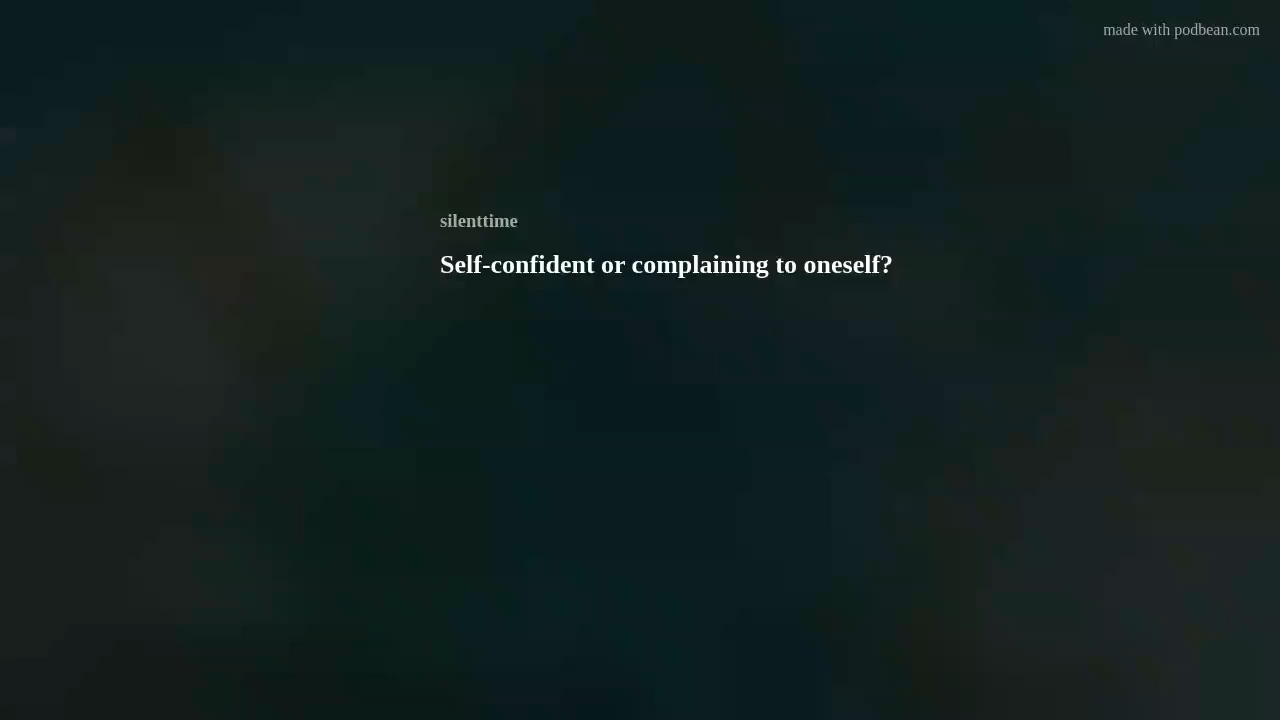 made with podbean.com
silenttime
Self-confident or complaining to oneself?